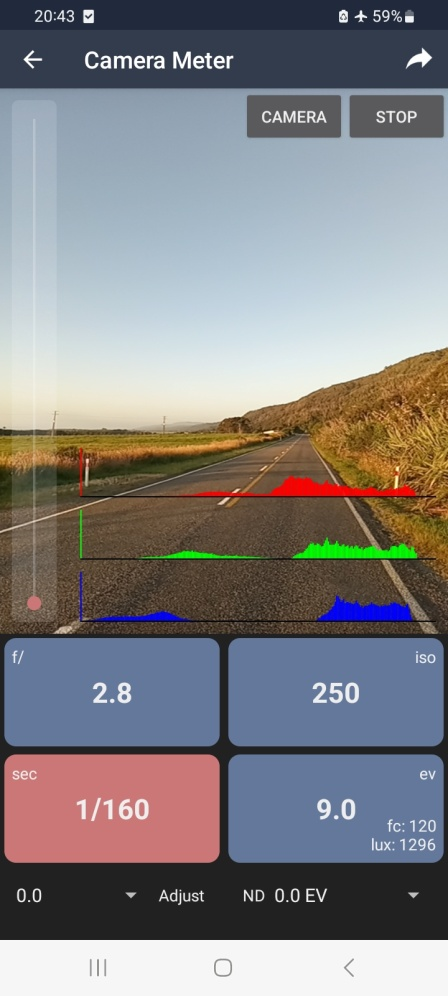 20:43 59%
Camera Meter
CAMERA STOP
f/ iso
2.8 250
sec ev
1/160 9.0
fc: 120
lux: 1296
0.0 Adjust ND 0.0 EV